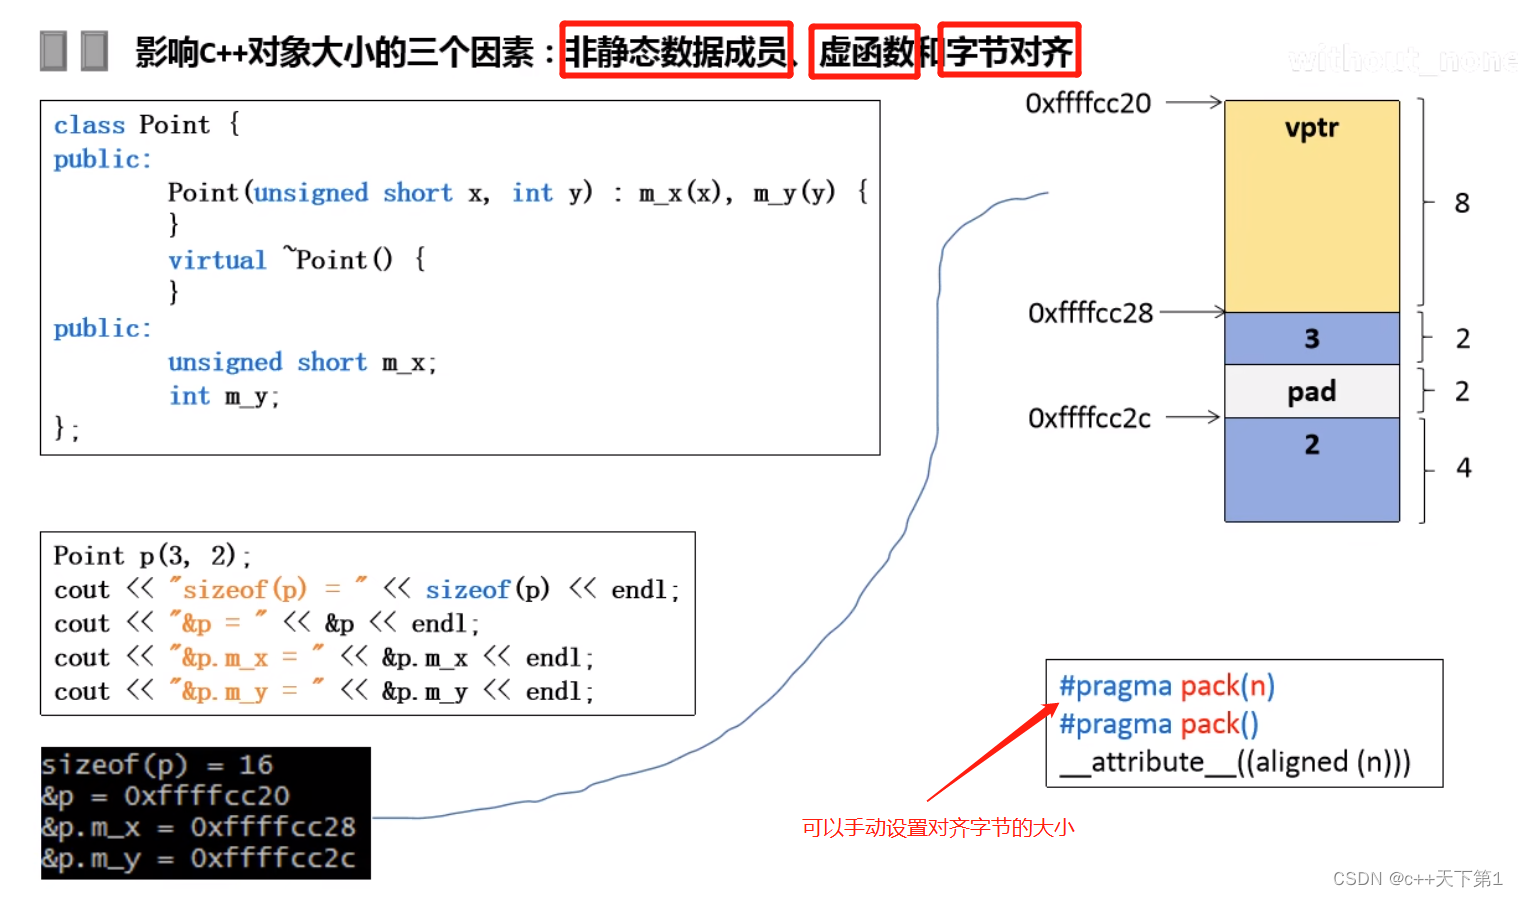 影响C++对象大小的三个因素：非静态数据成员、虚函数和字节对齐
without_none
class Point {
public:
Point(unsigned short x, int y) : m_x(x), m_y(y) {
}
virtual ~Point() {
}
public:
unsigned short m_x;
int m_y;
};
Point p(3, 2);
cout << "sizeof(p) = " << sizeof(p) << endl;
cout << "&p = " << &p << endl;
cout << "&p.m_x = " << &p.m_x << endl;
cout << "&p.m_y = " << &p.m_y << endl;
sizeof(p) = 16
&p = 0xffffcc20
&p.m_x = 0xffffcc28
&p.m_y = 0xffffcc2c
0xffffcc20
vptr
8
0xffffcc28
3
2
pad
2
0xffffcc2c
2
4
#pragma pack(n)
#pragma pack()
__attribute__((aligned (n)))
可以手动设置对齐字节的大小
CSDN @c++天下第1